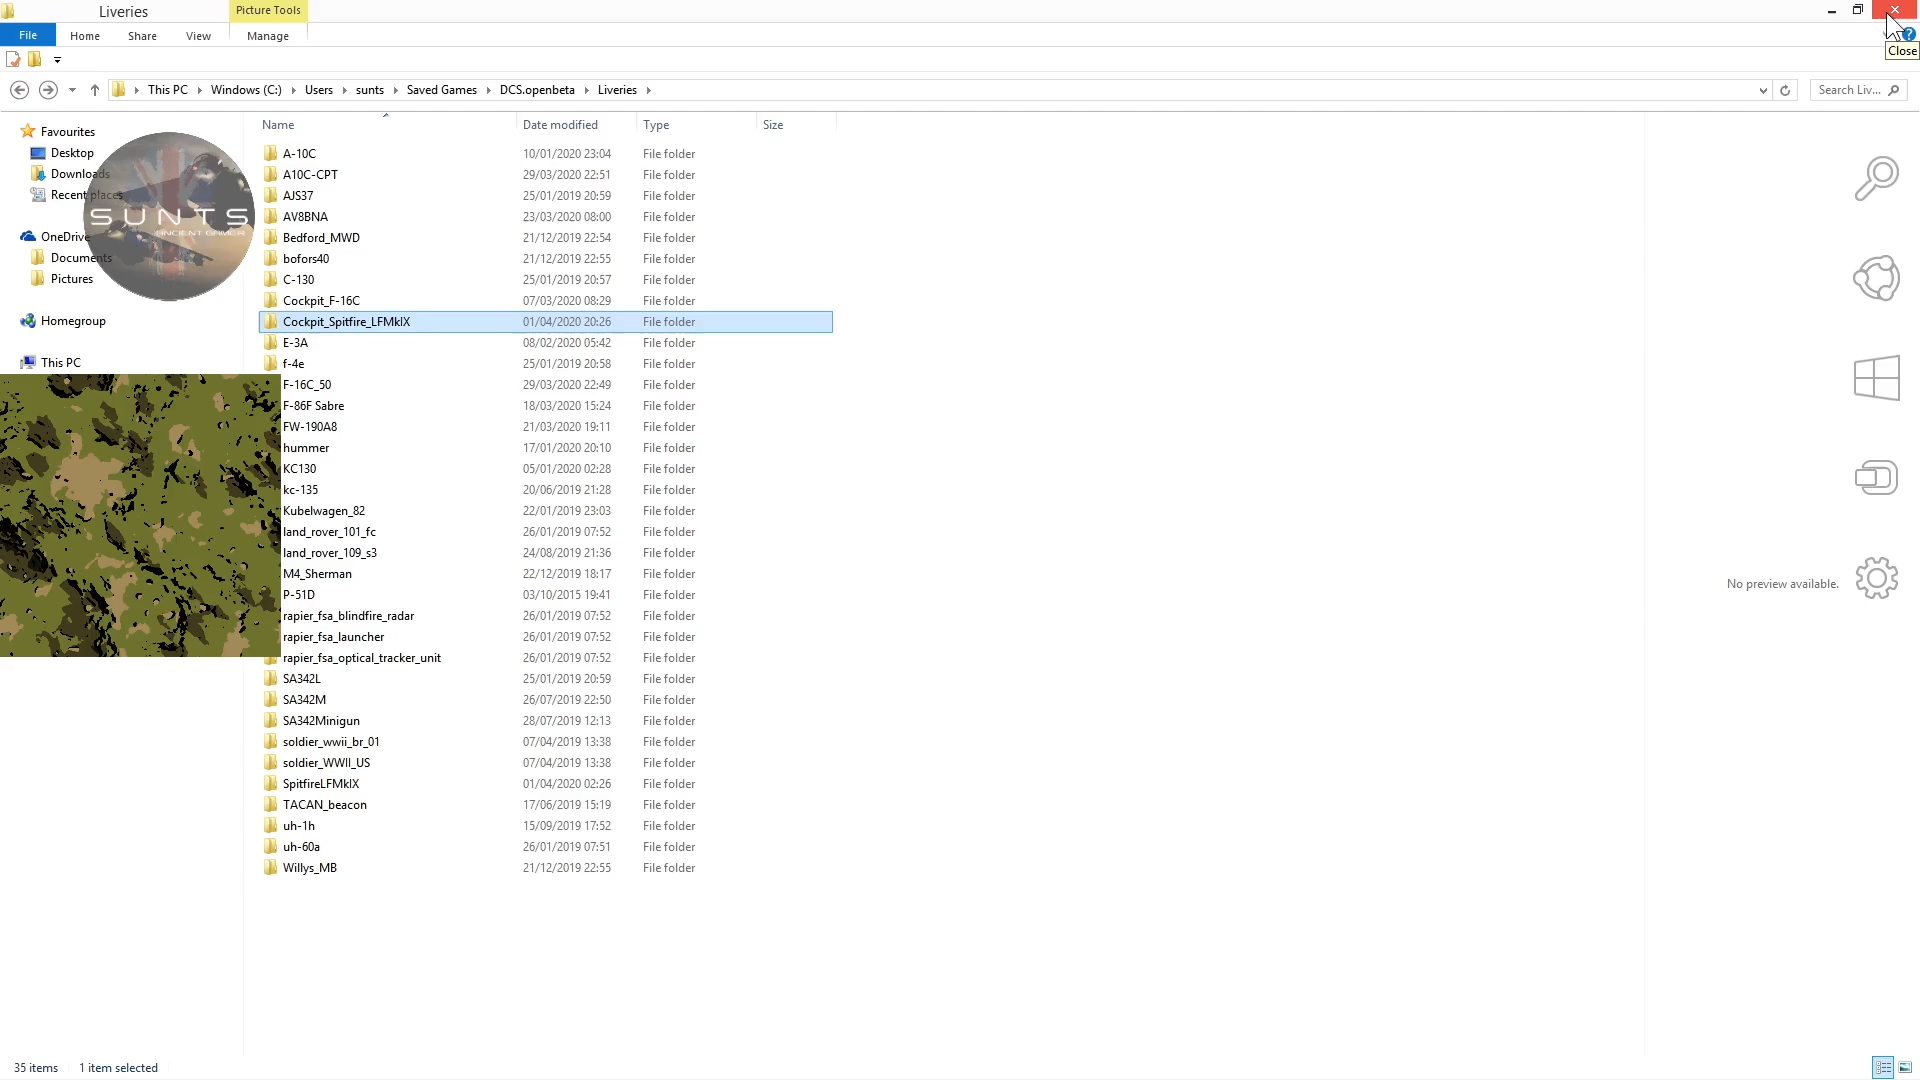 Liveries
Picture Tools
File
Home
Share
View
Manage
Close
This PC
Windows (C:)
Users
sunts
Saved Games
DCS.openbeta
Liveries
Search Liv...
Name
Date modified
Type
Size
Favourites
Desktop
Downloads
Recent places
OneDrive
Documents
Pictures
Homegroup
This PC
SUNTS
ANCIENT GAMER
A-10C 10/01/2020 23:04 File folder
A10C-CPT 29/03/2020 22:51 File folder
AJS37 25/01/2019 20:59 File folder
AV8BNA 23/03/2020 08:00 File folder
Bedford_MWD 21/12/2019 22:54 File folder
bofors40 21/12/2019 22:55 File folder
C-130 25/01/2019 20:57 File folder
Cockpit_F-16C 07/03/2020 08:29 File folder
Cockpit_Spitfire_LFMkIX 01/04/2020 20:26 File folder
E-3A 08/02/2020 05:42 File folder
f-4e 25/01/2019 20:58 File folder
F-16C_50 29/03/2020 22:49 File folder
F-86F Sabre 18/03/2020 15:24 File folder
FW-190A8 21/03/2020 19:11 File folder
hummer 17/01/2020 20:10 File folder
KC130 05/01/2020 02:28 File folder
kc-135 20/06/2019 21:28 File folder
Kubelwagen_82 22/01/2019 23:03 File folder
land_rover_101_fc 26/01/2019 07:52 File folder
land_rover_109_s3 24/08/2019 21:36 File folder
M4_Sherman 22/12/2019 18:17 File folder
P-51D 03/10/2015 19:41 File folder
rapier_fsa_blindfire_radar 26/01/2019 07:52 File folder
rapier_fsa_launcher 26/01/2019 07:52 File folder
rapier_fsa_optical_tracker_unit 26/01/2019 07:52 File folder
SA342L 25/01/2019 20:59 File folder
SA342M 26/07/2019 22:50 File folder
SA342Minigun 28/07/2019 12:13 File folder
soldier_wwii_br_01 07/04/2019 13:38 File folder
soldier_WWII_US 07/04/2019 13:38 File folder
SpitfireLFMkIX 01/04/2020 02:26 File folder
TACAN_beacon 17/06/2019 15:19 File folder
uh-1h 15/09/2019 17:52 File folder
uh-60a 26/01/2019 07:51 File folder
Willys_MB 21/12/2019 22:55 File folder
No preview available.
35 items
1 item selected